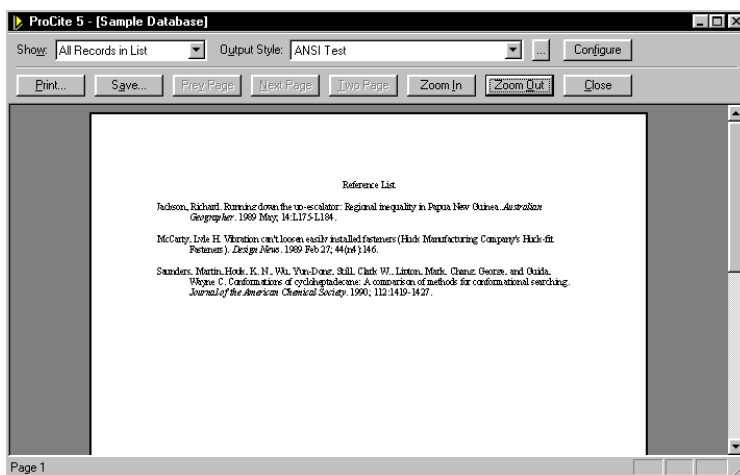 ProCite 5 - [Sample Database]
Show: All Records in List Output Style: ANSI Test ... Configure
Print... Save... Prev Page Next Page Two Page Zoom In Zoom Out Close
Reference List
Jackson, Richard. Running down the up-escalator: Regional inequality in Papua New Guinea. Australian
Geographer. 1989 May; 14:L175-L184.
McCarty, Lyle H. Vibration can't loosen easily installed fasteners (Huck Manufacturing Company's Huck-fit
Fasteners). Design News. 1989 Feb 27; 44(n4):146.
Saunders, Martin, Houk, K. N., Wu, Yun-Dong, Still, Clark W., Lipton, Mark, Chang, George, and Guida,
Wayne C. Conformations of cycloheptadecane: A comparison of methods for conformational searching.
Journal of the American Chemical Society. 1990; 112:1419-1427.
Page 1